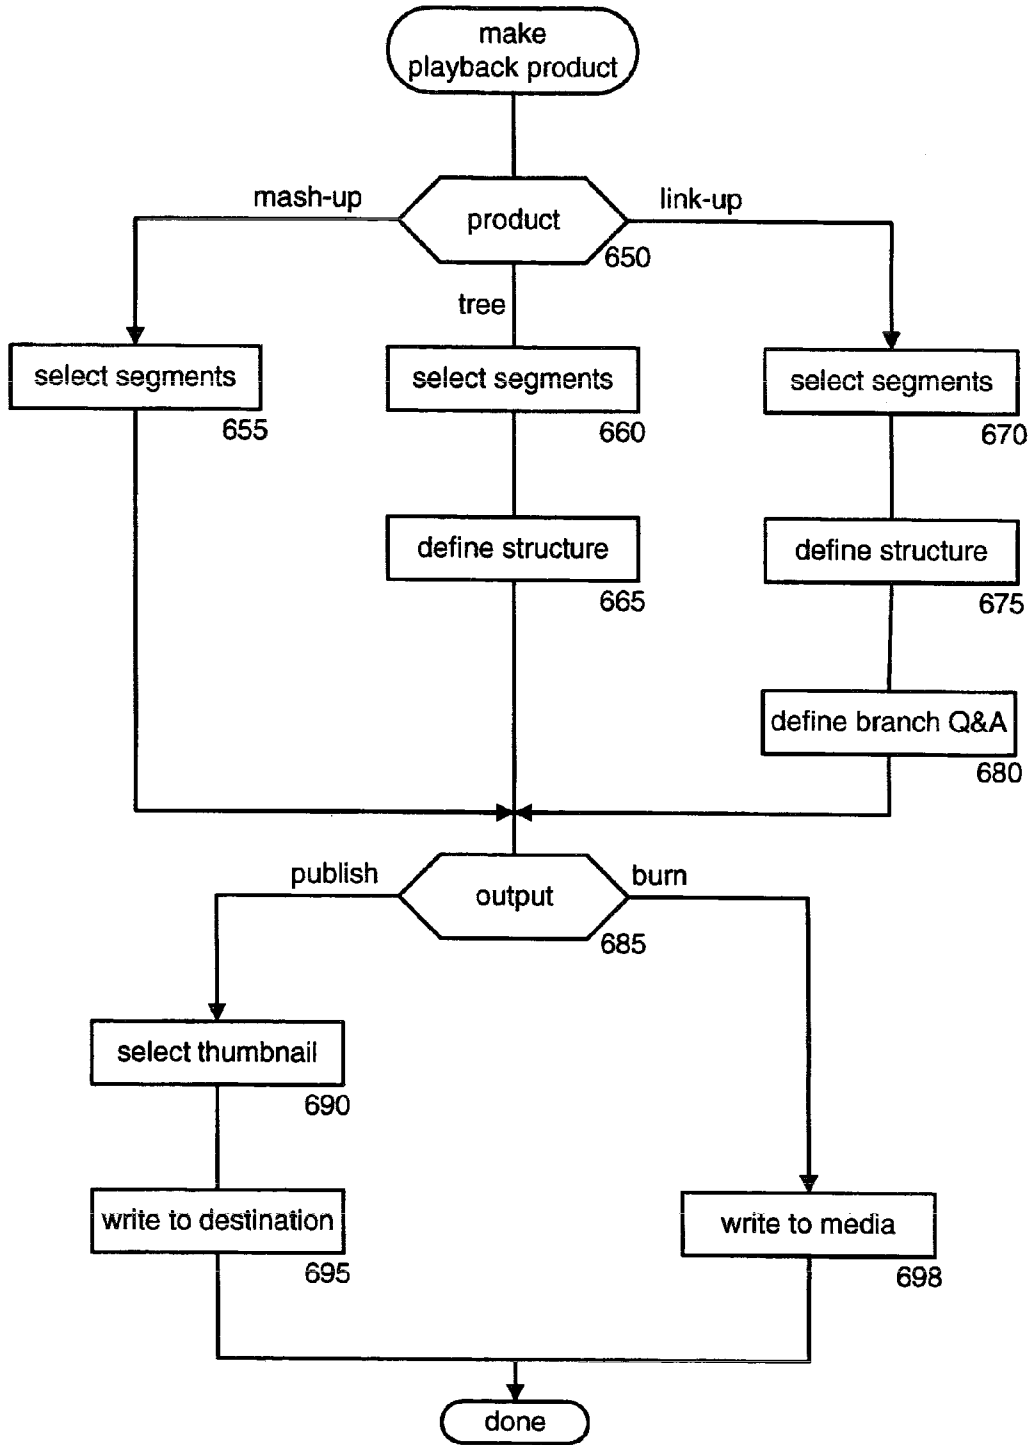 make
playback product
mash-up
link-up
product
650
tree
select segments
select segments
select segments
655
660
670
define structure
define structure
665
675
define branch Q&A
680
publish
burn
output
685
select thumbnail
690
write to destination
write to media
695
698
done